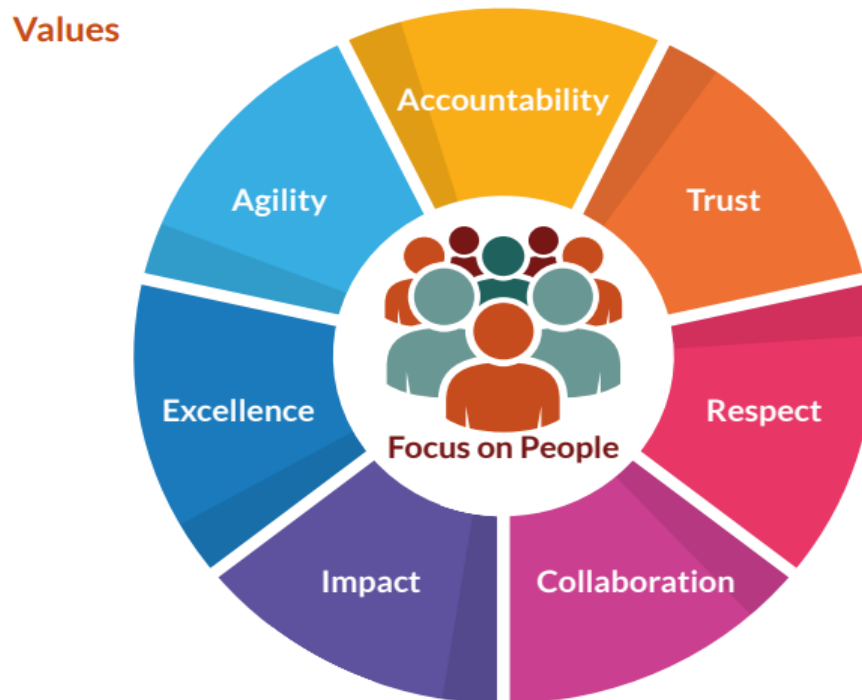 Values
Accountability
Trust
Respect
Collaboration
Impact
Excellence
Agility
Focus on People